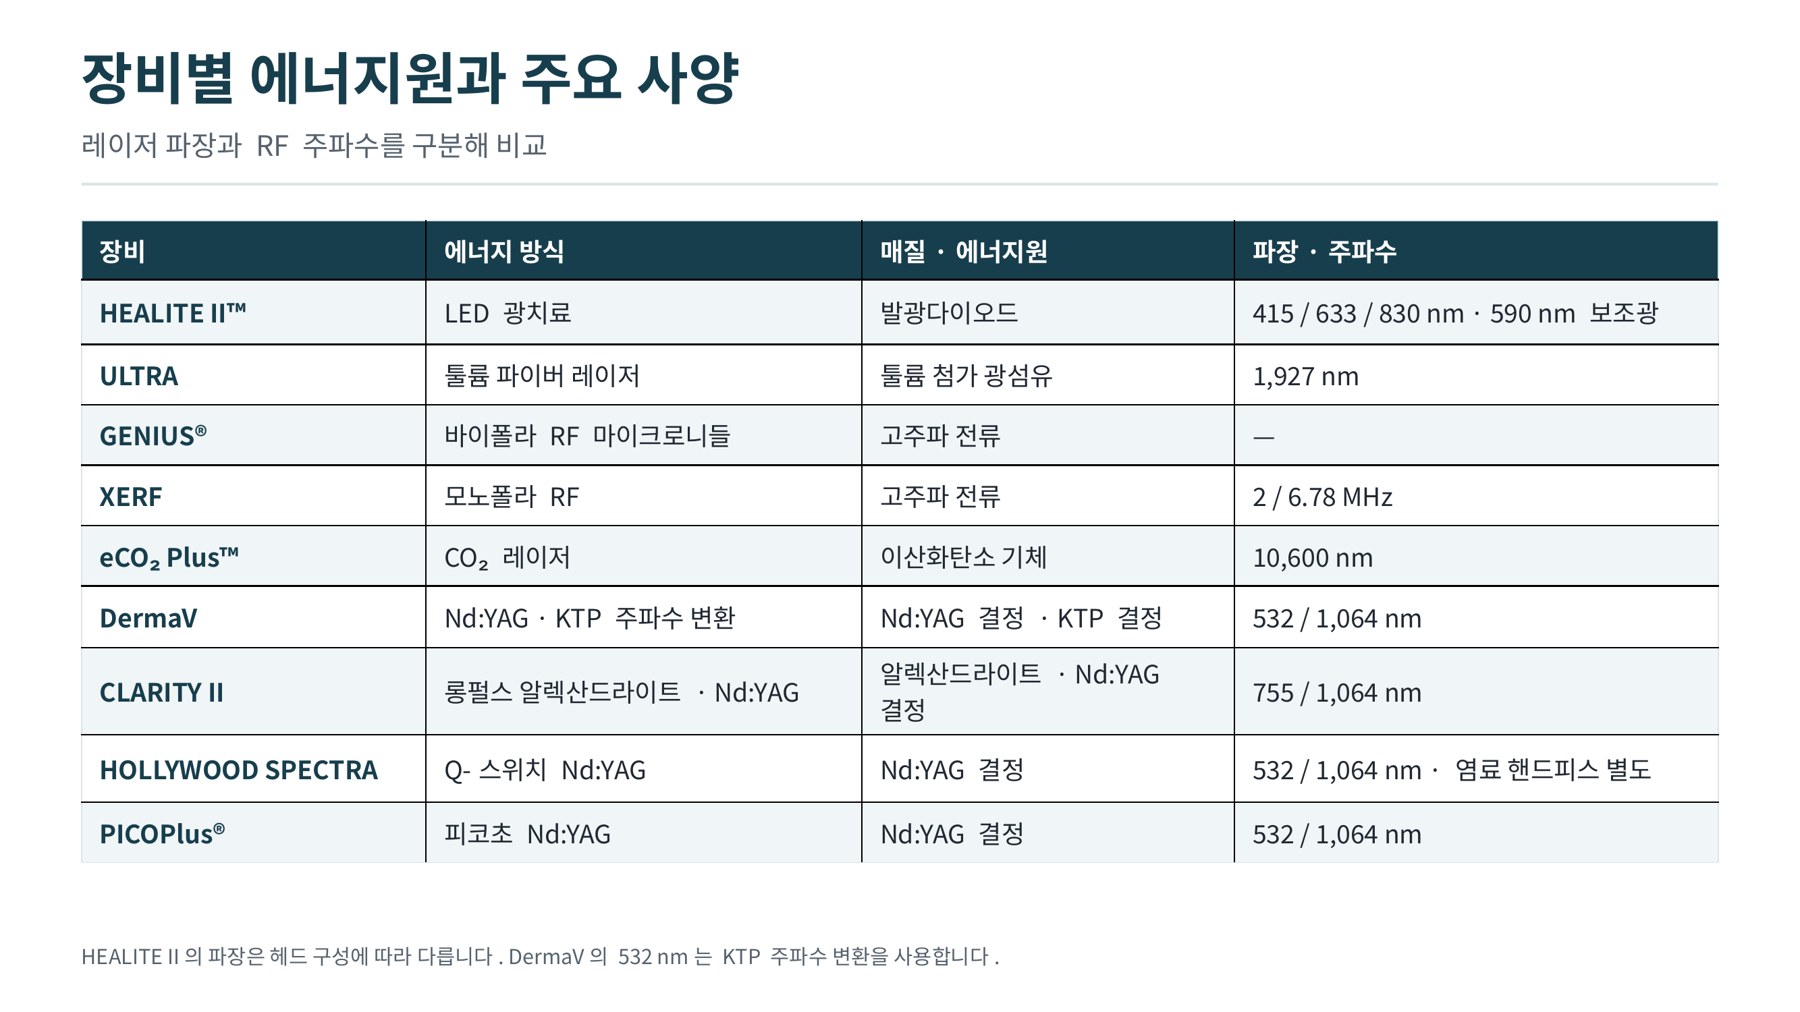 장비별 에너지원과 주요 사양
레이저 파장과 RF 주파수를 구분해 비교
장비 에너지 방식 매질 · 에너지원 파장 · 주파수
HEALITE II™ LED 광치료 발광다이오드 415 / 633 / 830 nm · 590 nm 보조광
ULTRA 툴륨 파이버 레이저 툴륨 첨가 광섬유 1,927 nm
GENIUS® 바이폴라 RF 마이크로니들 고주파 전류 —
XERF 모노폴라 RF 고주파 전류 2 / 6.78 MHz
eCO₂ Plus™ CO₂ 레이저 이산화탄소 기체 10,600 nm
DermaV Nd:YAG · KTP 주파수 변환 Nd:YAG 결정 · KTP 결정 532 / 1,064 nm
CLARITY II 롱펄스 알렉산드라이트 · Nd:YAG 알렉산드라이트 · Nd:YAG
결정 755 / 1,064 nm
HOLLYWOOD SPECTRA Q- 스위치 Nd:YAG Nd:YAG 결정 532 / 1,064 nm · 염료 핸드피스 별도
PICOPlus® 피코초 Nd:YAG Nd:YAG 결정 532 / 1,064 nm
HEALITE II 의 파장은 헤드 구성에 따라 다릅니다 . DermaV 의 532 nm 는 KTP 주파수 변환을 사용합니다 .